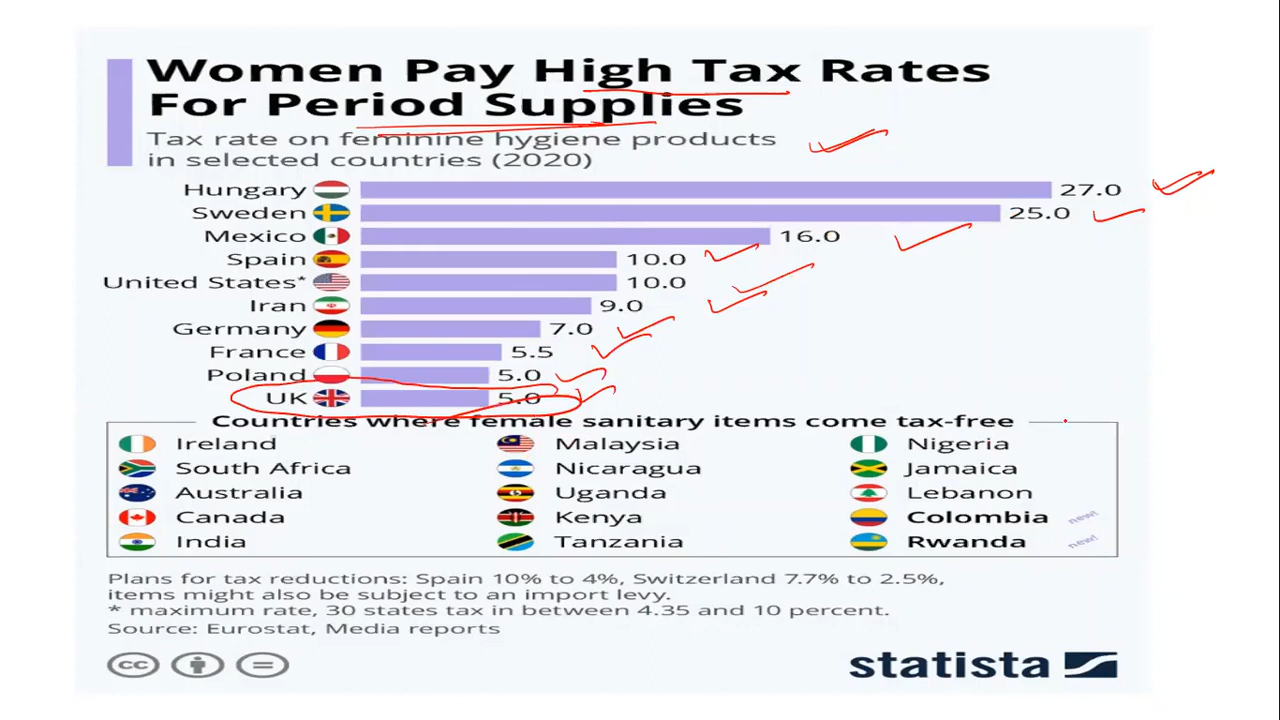 Women Pay High Tax Rates
For Period Supplies
Tax rate on feminine hygiene products
in selected countries (2020)
Hungary 27.0
Sweden 25.0
Mexico 16.0
Spain 10.0
United States* 10.0
Iran 9.0
Germany 7.0
France 5.5
Poland 5.0
UK 5.0
Countries where female sanitary items come tax-free
Ireland Malaysia Nigeria
South Africa Nicaragua Jamaica
Australia Uganda Lebanon
Canada Kenya Colombia new!
India Tanzania Rwanda new!
Plans for tax reductions: Spain 10% to 4%, Switzerland 7.7% to 2.5%,
items might also be subject to an import levy.
* maximum rate, 30 states tax in between 4.35 and 10 percent.
Source: Eurostat, Media reports
cc
statista